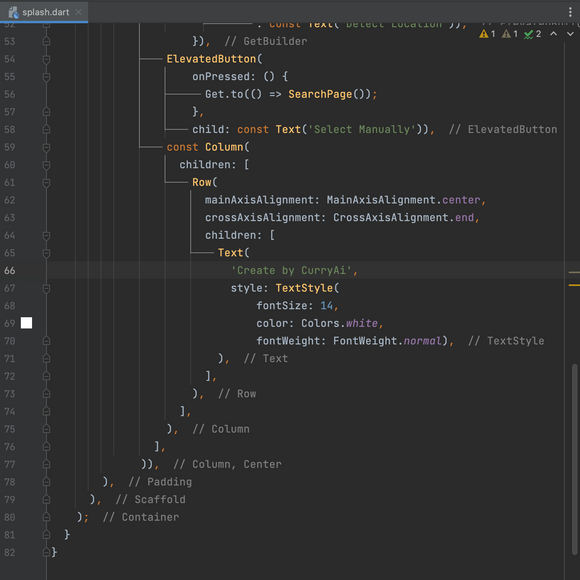 splash.dart
52 : const Text('Detect Location')),
1 1 2
53 }),  // GetBuilder
54 ElevatedButton(
55 onPressed: () {
56 Get.to(() => SearchPage());
57 },
58 child: const Text('Select Manually')),  // ElevatedButton
59 const Column(
60 children: [
61 Row(
62 mainAxisAlignment: MainAxisAlignment.center,
63 crossAxisAlignment: CrossAxisAlignment.end,
64 children: [
65 Text(
66 'Create by CurryAi',
67 style: TextStyle(
68 fontSize: 14,
69 color: Colors.white,
70 fontWeight: FontWeight.normal),  // TextStyle
71 ),  // Text
72 ],
73 ),  // Row
74 ],
75 ),  // Column
76 ],
77 )),  // Column, Center
78 ),  // Padding
79 ),  // Scaffold
80 );  // Container
81 }
82 }